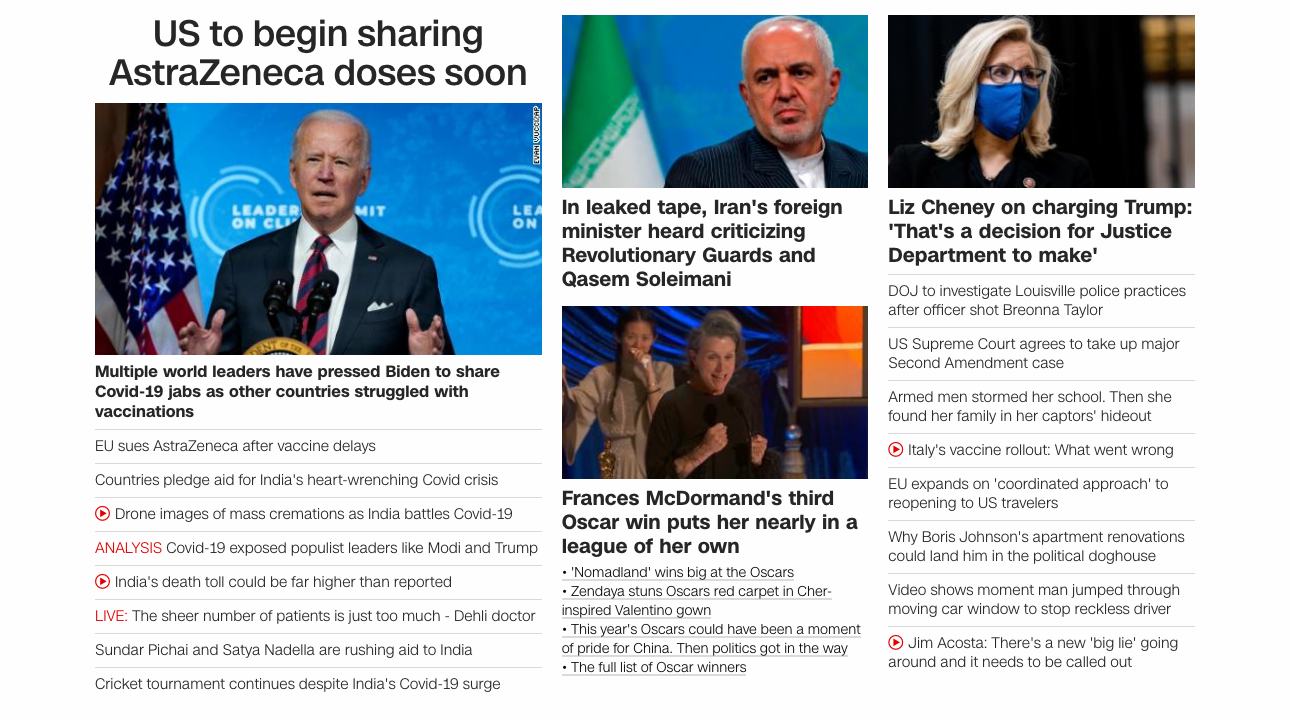 US to begin sharing
AstraZeneca doses soon
EVAN VUCCI/AP
LEADER MIT
ON CLI
LEA
ON
Multiple world leaders have pressed Biden to share
Covid-19 jabs as other countries struggled with
vaccinations
EU sues AstraZeneca after vaccine delays
Countries pledge aid for India's heart-wrenching Covid crisis
Drone images of mass cremations as India battles Covid-19
ANALYSIS Covid-19 exposed populist leaders like Modi and Trump
India's death toll could be far higher than reported
LIVE: The sheer number of patients is just too much - Dehli doctor
Sundar Pichai and Satya Nadella are rushing aid to India
Cricket tournament continues despite India's Covid-19 surge
In leaked tape, Iran's foreign
minister heard criticizing
Revolutionary Guards and
Qasem Soleimani
Frances McDormand's third
Oscar win puts her nearly in a
league of her own
• 'Nomadland' wins big at the Oscars
• Zendaya stuns Oscars red carpet in Cher-
inspired Valentino gown
• This year's Oscars could have been a moment
of pride for China. Then politics got in the way
• The full list of Oscar winners
Liz Cheney on charging Trump:
'That's a decision for Justice
Department to make'
DOJ to investigate Louisville police practices
after officer shot Breonna Taylor
US Supreme Court agrees to take up major
Second Amendment case
Armed men stormed her school. Then she
found her family in her captors' hideout
Italy's vaccine rollout: What went wrong
EU expands on 'coordinated approach' to
reopening to US travelers
Why Boris Johnson's apartment renovations
could land him in the political doghouse
Video shows moment man jumped through
moving car window to stop reckless driver
Jim Acosta: There's a new 'big lie' going
around and it needs to be called out